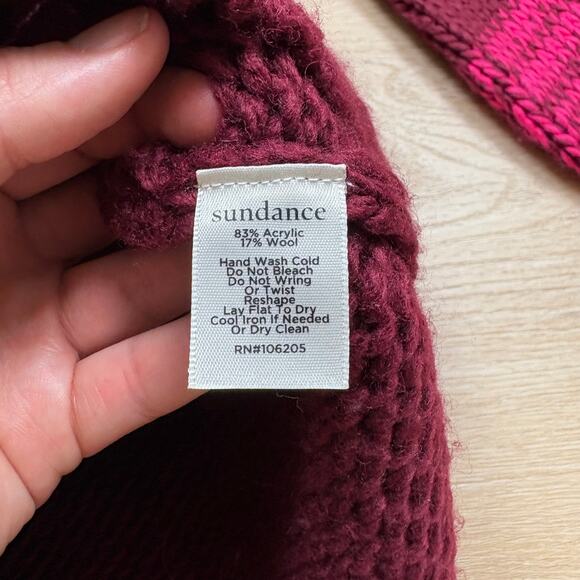 sundance
83% Acrylic
17% Wool
Hand Wash Cold
Do Not Bleach
Do Not Wring
Or Twist
Reshape
Lay Flat To Dry
Cool Iron If Needed
Or Dry Clean
RN#106205